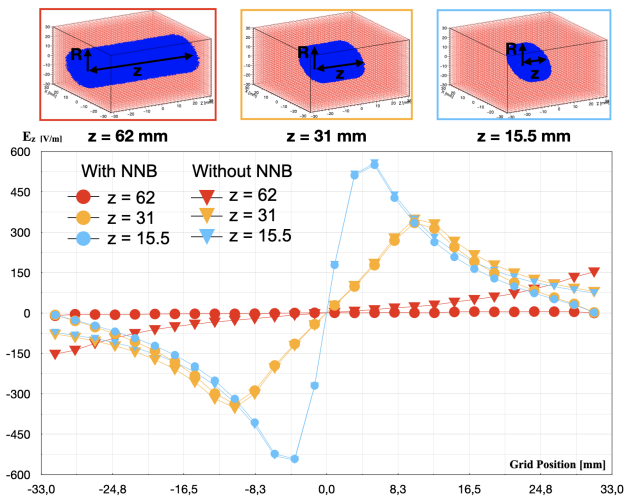 R
z
R
z
R
z
z = 62 mm
z = 31 mm
z = 15.5 mm
E_z [V/m]
600
450
300
150
0
-150
-300
-450
-600
With NNB
Without NNB
z = 62
z = 62
z = 31
z = 31
z = 15.5
z = 15.5
Grid Position [mm]
-33,0
-24,8
-16,5
-8,3
0,0
8,3
16,5
24,8
33,0